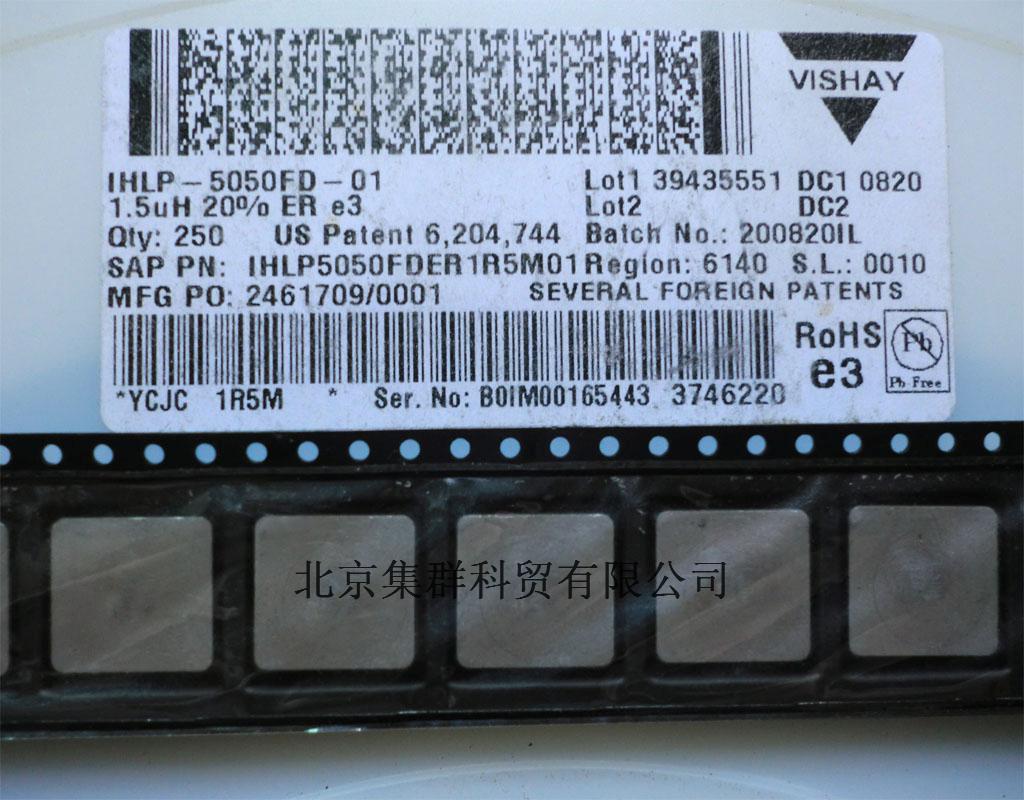 VISHAY
IHLP-5050FD-01
Lot1 39435551 DC1 0820
1.5uH 20% ER e3
Lot2 DC2
Qty: 250 US Patent 6,204,744 Batch No.: 200820IL
SAP PN: IHLP5050FDER1R5M01 Region: 6140 S.L.: 0010
MFG PO: 2461709/0001 SEVERAL FOREIGN PATENTS
RoHS
e3
Pb
Pb Free
*YCJC 1R5M * Ser. No: B0IM00165443 3746220
北京集群科贸有限公司